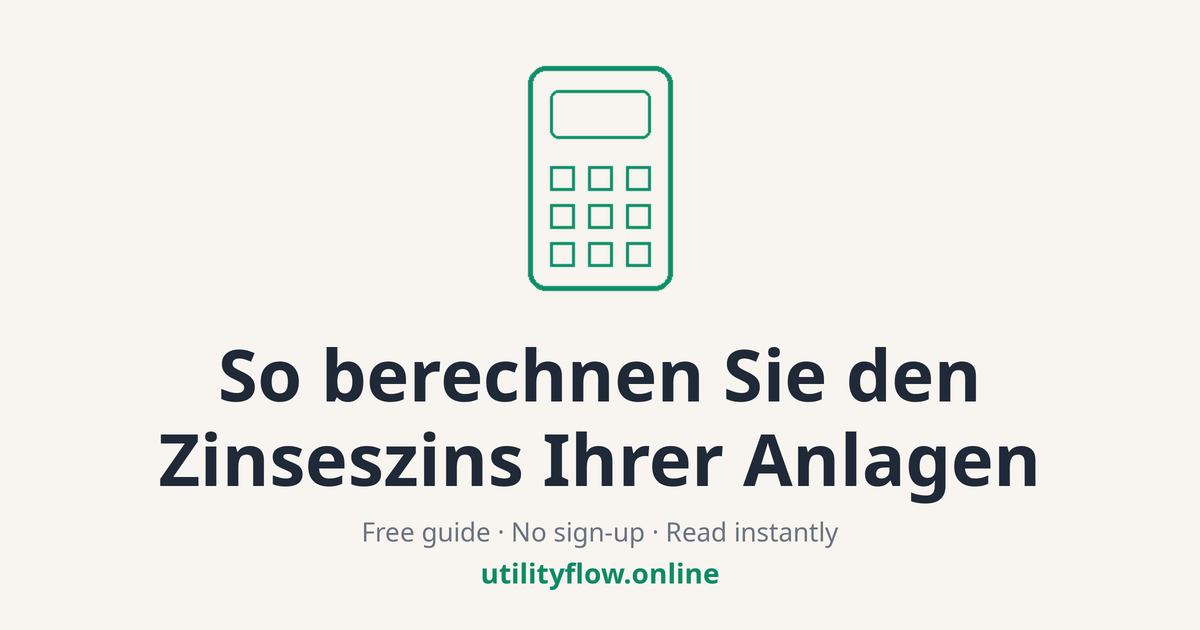 So berechnen Sie den
Zinseszins Ihrer Anlagen
Free guide · No sign-up · Read instantly
utilityflow.online